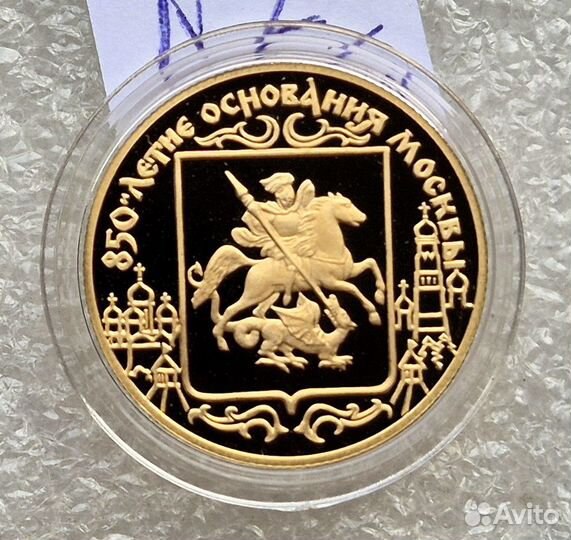 850-летие основания Москвы
Avito